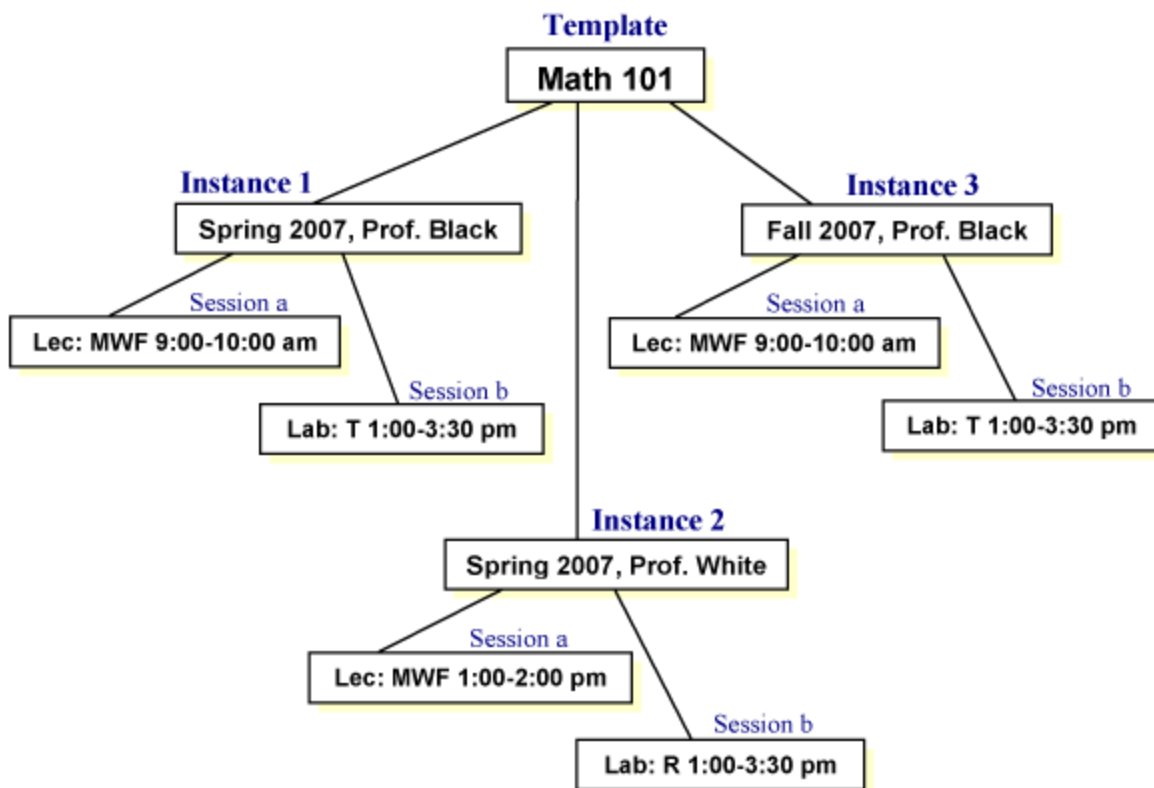 Template
Math 101
Instance 1
Spring 2007, Prof. Black
Session a
Lec: MWF 9:00-10:00 am
Session b
Lab: T 1:00-3:30 pm
Instance 3
Fall 2007, Prof. Black
Session a
Lec: MWF 9:00-10:00 am
Session b
Lab: T 1:00-3:30 pm
Instance 2
Spring 2007, Prof. White
Session a
Lec: MWF 1:00-2:00 pm
Session b
Lab: R 1:00-3:30 pm